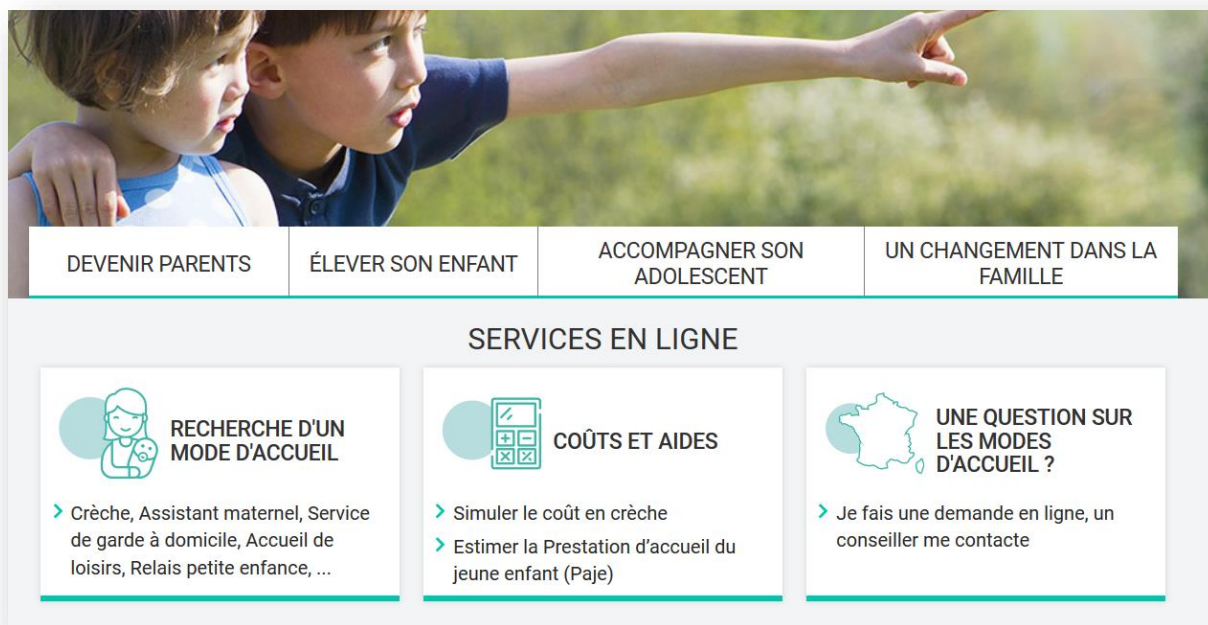 DEVENIR PARENTS
ÉLEVER SON ENFANT
ACCOMPAGNER SON
ADOLESCENT
UN CHANGEMENT DANS LA
FAMILLE
SERVICES EN LIGNE
RECHERCHE D'UN
MODE D'ACCUEIL
Crèche, Assistant maternel, Service
de garde à domicile, Accueil de
loisirs, Relais petite enfance, ...
COÛTS ET AIDES
Simuler le coût en crèche
Estimer la Prestation d’accueil du
jeune enfant (Paje)
UNE QUESTION SUR
LES MODES
D'ACCUEIL ?
Je fais une demande en ligne, un
conseiller me contacte